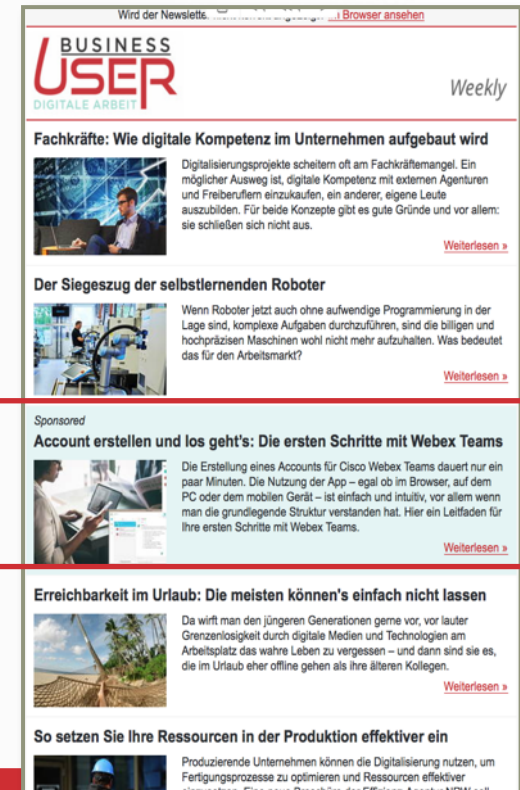 Wird der Newslette.
Browser ansehen
BUSINESS
USER
DIGITALE ARBEIT
Weekly
Fachkräfte: Wie digitale Kompetenz im Unternehmen aufgebaut wird
Digitalisierungsprojekte scheitern oft am Fachkräftemangel. Ein
möglicher Ausweg ist, digitale Kompetenz mit externen Agenturen
und Freiberuflern einzukaufen, ein anderer, eigene Leute
auszubilden. Für beide Konzepte gibt es gute Gründe und vor allem:
sie schließen sich nicht aus.
Weiterlesen »
Der Siegeszug der selbstlernenden Roboter
Wenn Roboter jetzt auch ohne aufwendige Programmierung in der
Lage sind, komplexe Aufgaben durchzuführen, sind die billigen und
hochpräzisen Maschinen wohl nicht mehr aufzuhalten. Was bedeutet
das für den Arbeitsmarkt?
Weiterlesen »
Sponsored
Account erstellen und los geht's: Die ersten Schritte mit Webex Teams
Die Erstellung eines Accounts für Cisco Webex Teams dauert nur ein
paar Minuten. Die Nutzung der App – egal ob im Browser, auf dem
PC oder dem mobilen Gerät – ist einfach und intuitiv, vor allem wenn
man die grundlegende Struktur verstanden hat. Hier ein Leitfaden für
Ihre ersten Schritte mit Webex Teams.
Weiterlesen »
Erreichbarkeit im Urlaub: Die meisten können's einfach nicht lassen
Da wirft man den jüngeren Generationen gerne vor, vor lauter
Grenzenlosigkeit durch digitale Medien und Technologien am
Arbeitsplatz das wahre Leben zu vergessen – und dann sind sie es,
die im Urlaub eher offline gehen als ihre älteren Kollegen.
Weiterlesen »
So setzen Sie Ihre Ressourcen in der Produktion effektiver ein
Produzierende Unternehmen können die Digitalisierung nutzen, um
Fertigungsprozesse zu optimieren und Ressourcen effektiver